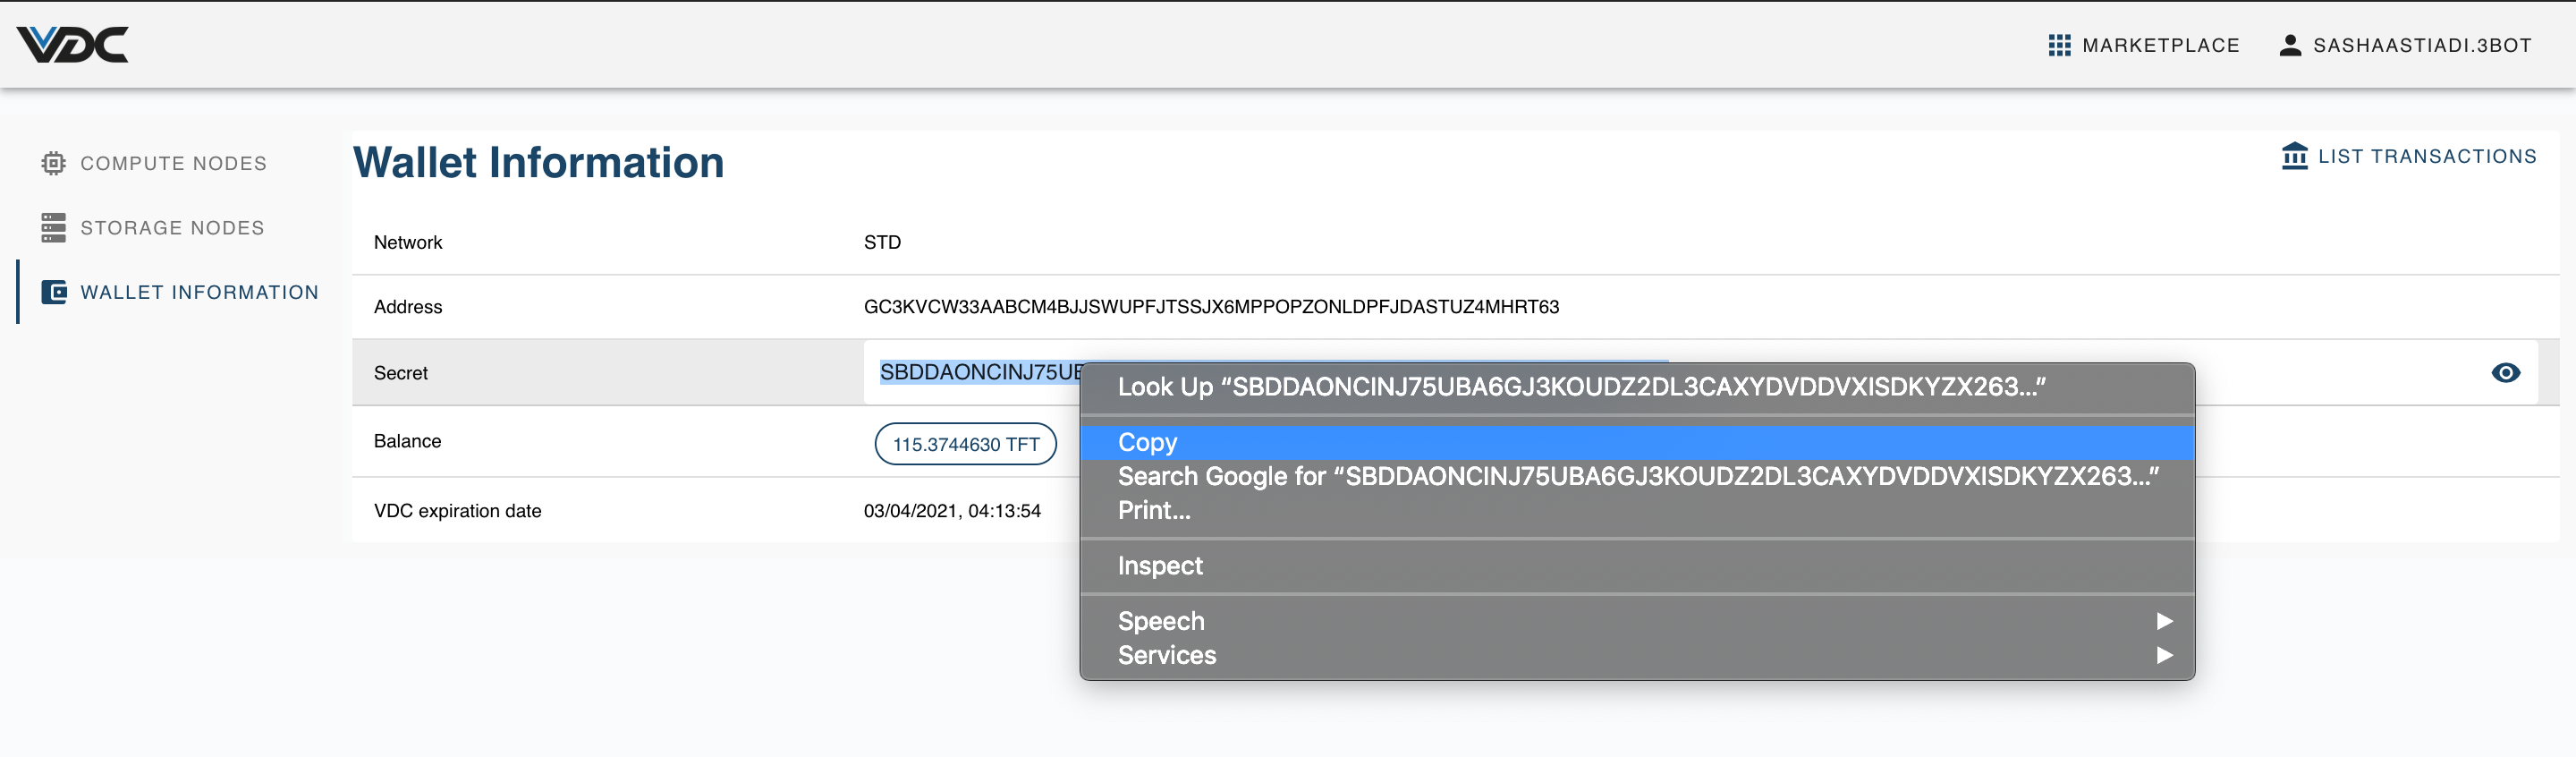 VDC
MARKETPLACE
SASHAASTIADI.3BOT
COMPUTE NODES
STORAGE NODES
WALLET INFORMATION
Wallet Information
LIST TRANSACTIONS
Network STD
Address GC3KVCW33AABCM4BJJSWUPFJTSSJX6MPPOPZONLDPFJDASTUZ4MHRT63
Secret SBDDAONCINJ75UB
Balance 115.3744630 TFT
VDC expiration date 03/04/2021, 04:13:54
Look Up “SBDDAONCINJ75UBA6GJ3KOUDZ2DL3CAXYDVDDVXISDKYZX263...”
Copy
Search Google for “SBDDAONCINJ75UBA6GJ3KOUDZ2DL3CAXYDVDDVXISDKYZX263...”
Print...
Inspect
Speech
Services